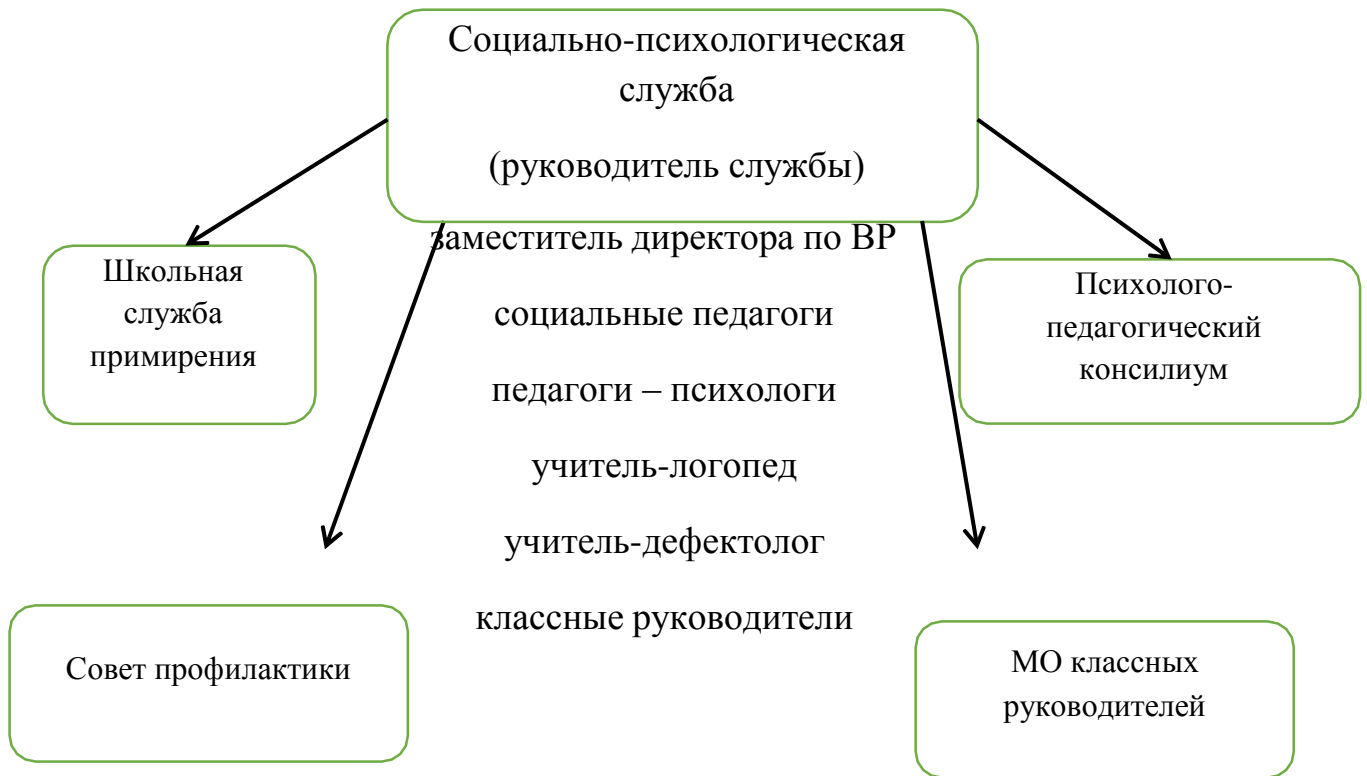 Социально-психологическая
служба
(руководитель службы)
заместитель директора по ВР
Школьная
служба
примирения
социальные педагоги
педагоги – психологи
учитель-логопед
учитель-дефектолог
классные руководители
Психолого-
педагогический
консилиум
Совет профилактики
МО классных
руководителей